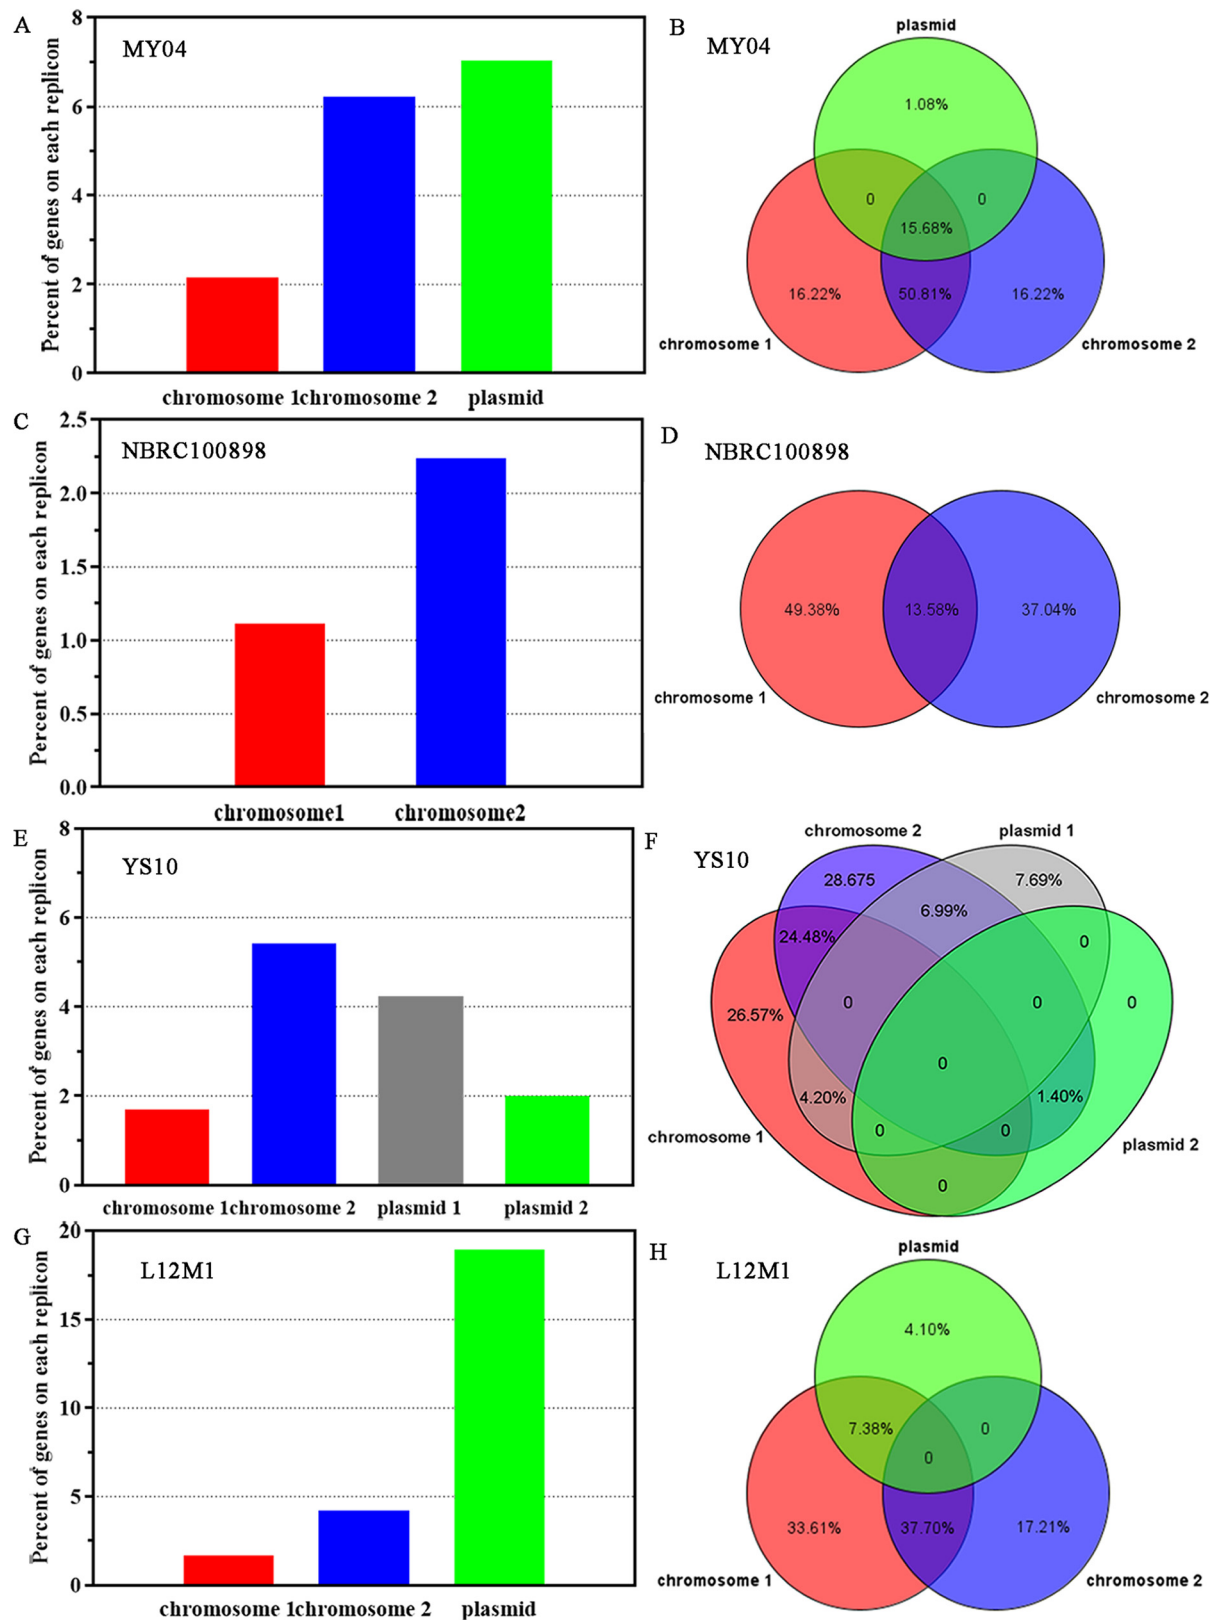 A
MY04
Percent of genes on each replicon
8
6
4
2
0
chromosome 1chromosome 2 plasmid
B
MY04
plasmid
1.08%
0
0
15.68%
16.22%
50.81%
16.22%
chromosome 1
chromosome 2
C
NBRC100898
Percent of genes on each replicon
2.5
2.0
1.5
1.0
0.5
0.0
chromosome1 chromosome2
D
NBRC100898
49.38%
13.58%
37.04%
chromosome 1
chromosome 2
E
YS10
Percent of genes on each replicon
8
6
4
2
0
chromosome 1chromosome 2 plasmid 1 plasmid 2
F
YS10
chromosome 2
plasmid 1
28.675
7.69%
6.99%
24.48%
0
26.57%
0
0
0
0
4.20%
1.40%
chromosome 1
0
0
plasmid 2
0
G
L12M1
Percent of genes on each replicon
20
15
10
5
0
chromosome 1chromosome 2 plasmid
H
L12M1
plasmid
4.10%
7.38%
0
0
33.61%
37.70%
17.21%
chromosome 1
chromosome 2